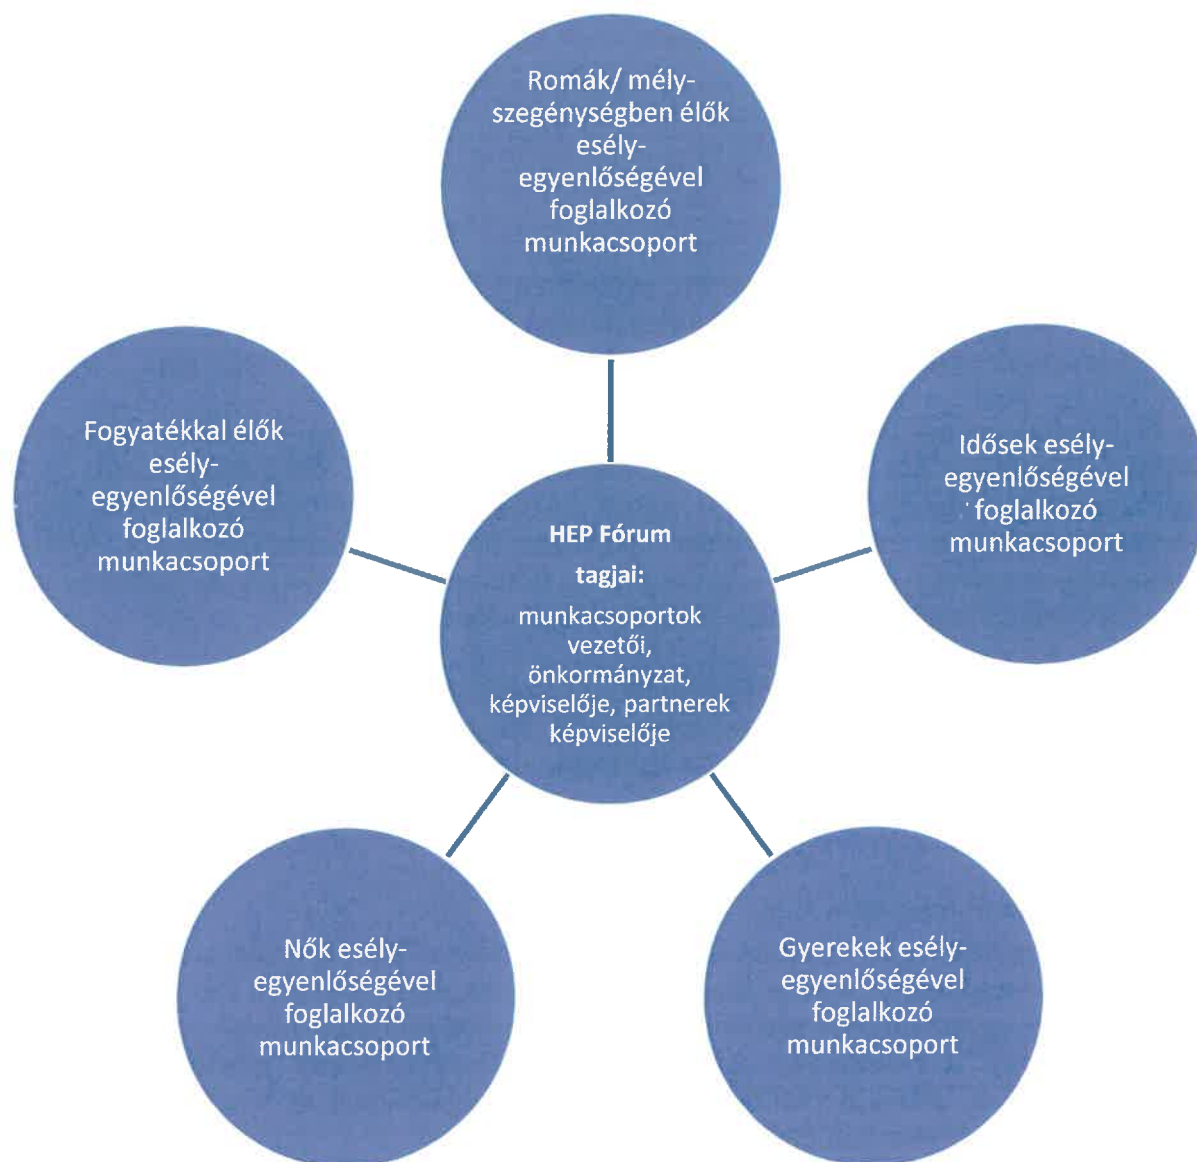 Romák/ mély-
szegénységben élők
esély-
egyenlőségével
foglalkozó
munkacsoport
Fogyatékkal élők
esély-
egyenlőségével
foglalkozó
munkacsoport
Idősek esély-
egyenlőségével
foglalkozó
munkacsoport
HEP Fórum
tagjai:
munkacsoportok
vezetői,
önkormányzat,
képviselője, partnerek
képviselője
Nők esély-
egyenlőségével
foglalkozó
munkacsoport
Gyerekek esély-
egyenlőségével
foglalkozó
munkacsoport